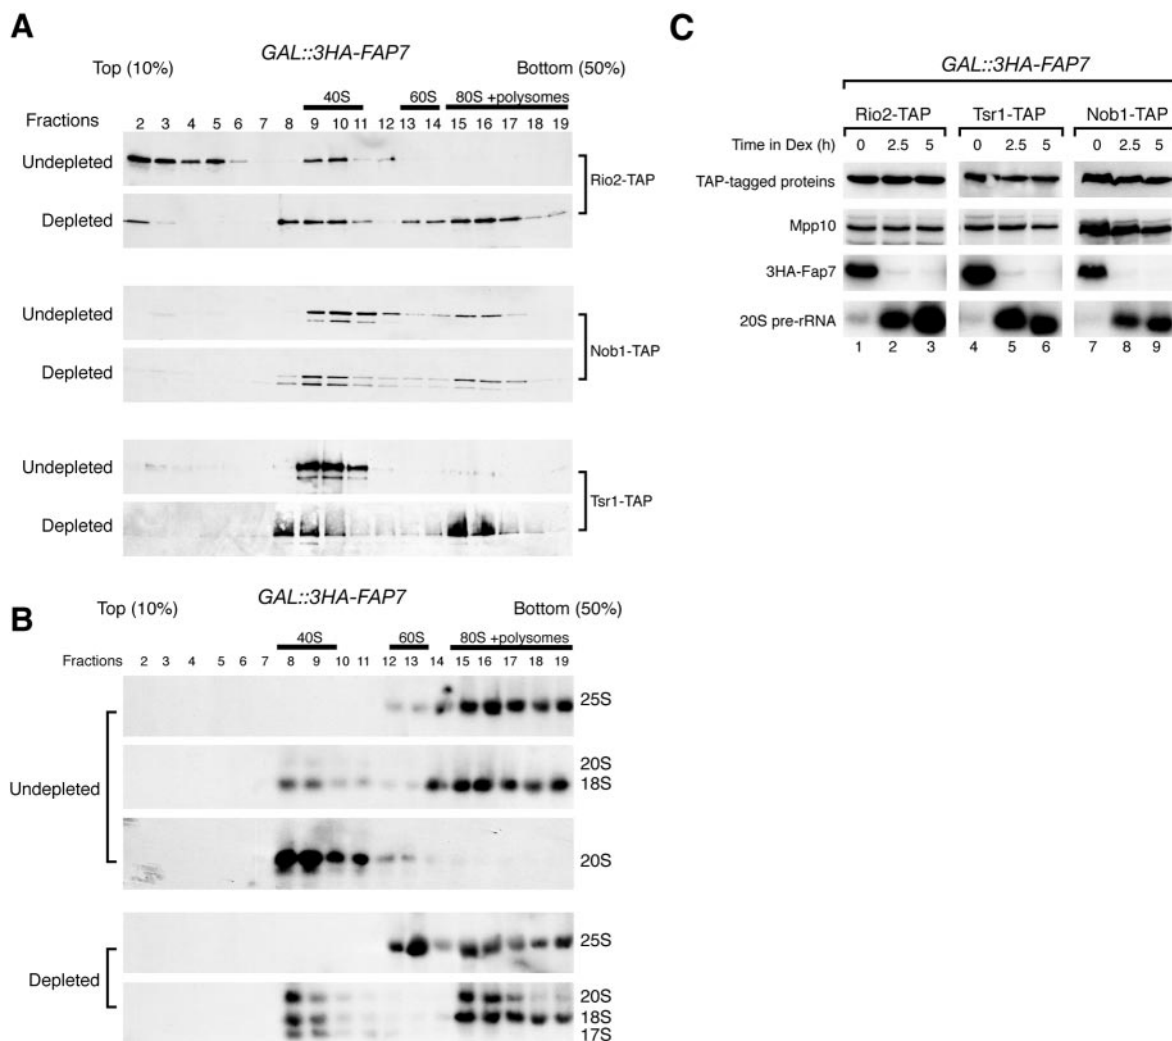 A
GAL::3HA-FAP7
Top (10%) Bottom (50%)
40S 60S 80S +polysomes
Fractions 2 3 4 5 6 7 8 9 10 11 12 13 14 15 16 17 18 19
Undepleted
Rio2-TAP
Depleted
Undepleted
Nob1-TAP
Depleted
Undepleted
Tsr1-TAP
Depleted
B
GAL::3HA-FAP7
Top (10%) Bottom (50%)
40S 60S 80S +polysomes
Fractions 2 3 4 5 6 7 8 9 10 11 12 13 14 15 16 17 18 19
25S
Undepleted
20S
18S
20S
Depleted
25S
20S
18S
17S
C
GAL::3HA-FAP7
Rio2-TAP Tsr1-TAP Nob1-TAP
Time in Dex (h) 0 2.5 5 0 2.5 5 0 2.5 5
TAP-tagged proteins
Mpp10
3HA-Fap7
20S pre-rRNA
1 2 3 4 5 6 7 8 9